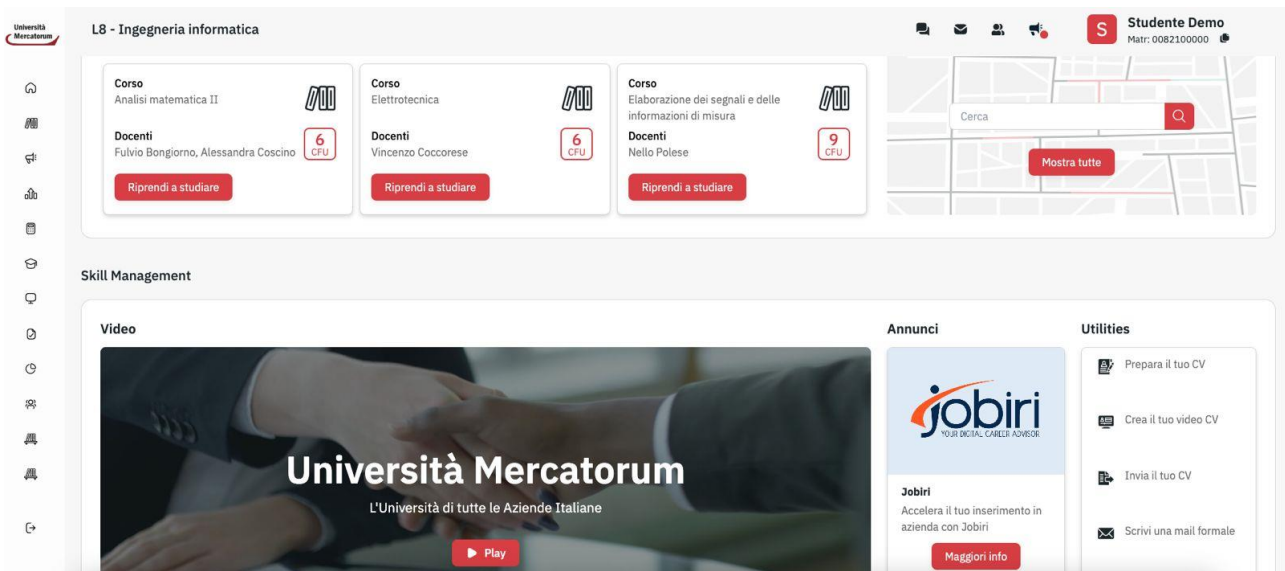 Università
Mercatorum
L8 - Ingegneria informatica
S
Studente Demo
Matr: 0082100000
Corso
Analisi matematica II
Docenti
Fulvio Bongiorno, Alessandra Coscino
6
CFU
Riprendi a studiare
Corso
Elettrotecnica
Docenti
Vincenzo Coccorese
6
CFU
Riprendi a studiare
Corso
Elaborazione dei segnali e delle
informazioni di misura
Docenti
Nello Polese
9
CFU
Riprendi a studiare
Cerca
Mostra tutte
Skill Management
Video
Università Mercatorum
L'Università di tutte le Aziende Italiane
Play
Annunci
jobiri
YOUR DIGITAL CAREER ADVISOR
Jobiri
Accelera il tuo inserimento in
azienda con Jobiri
Maggiori info
Utilities
Prepara il tuo CV
Crea il tuo video CV
Invia il tuo CV
Scrivi una mail formale